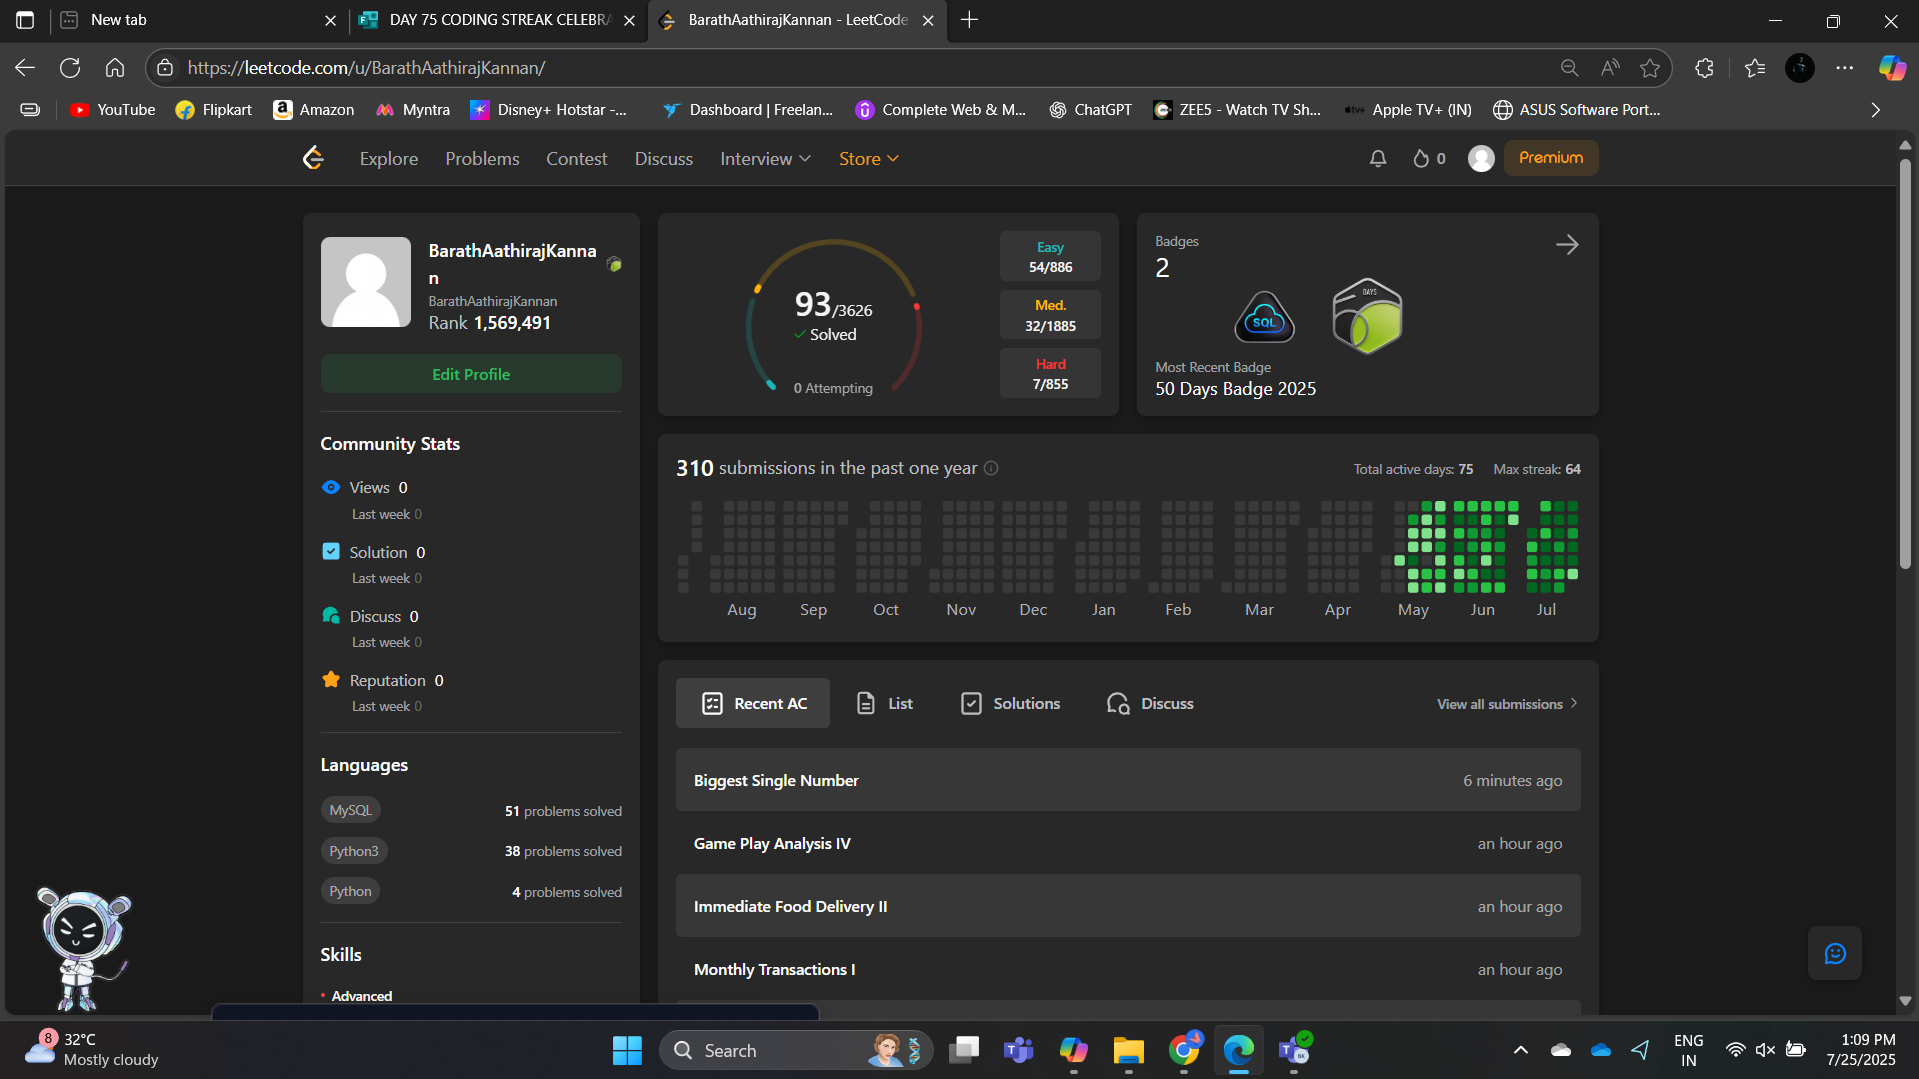 New tab
DAY 75 CODING STREAK CELEBRA
BarathAathirajKannan - LeetCode
https://leetcode.com/u/BarathAathirajKannan/
YouTube
Flipkart
Amazon
Myntra
Disney+ Hotstar -...
Dashboard | Freelan...
Complete Web & M...
ChatGPT
ZEE5 - Watch TV Sh...
Apple TV+ (IN)
ASUS Software Port...
Explore
Problems
Contest
Discuss
Interview
Store
0
Premium
BarathAathirajKanna
n
BarathAathirajKannan
Rank 1,569,491
Edit Profile
Community Stats
Views 0
Last week 0
Solution 0
Last week 0
Discuss 0
Last week 0
Reputation 0
Last week 0
Languages
MySQL 51 problems solved
Python3 38 problems solved
Python 4 problems solved
Skills
Advanced
93/3626
Solved
0 Attempting
Easy
54/886
Med.
32/1885
Hard
7/855
Badges
2
SQL
DAYS
Most Recent Badge
50 Days Badge 2025
310 submissions in the past one year
Total active days: 75 Max streak: 64
Aug Sep Oct Nov Dec Jan Feb Mar Apr May Jun Jul
Recent AC
List
Solutions
Discuss
View all submissions
Biggest Single Number 6 minutes ago
Game Play Analysis IV an hour ago
Immediate Food Delivery II an hour ago
Monthly Transactions I an hour ago
8
32°C
Mostly cloudy
Search
ENG
IN
1:09 PM
7/25/2025